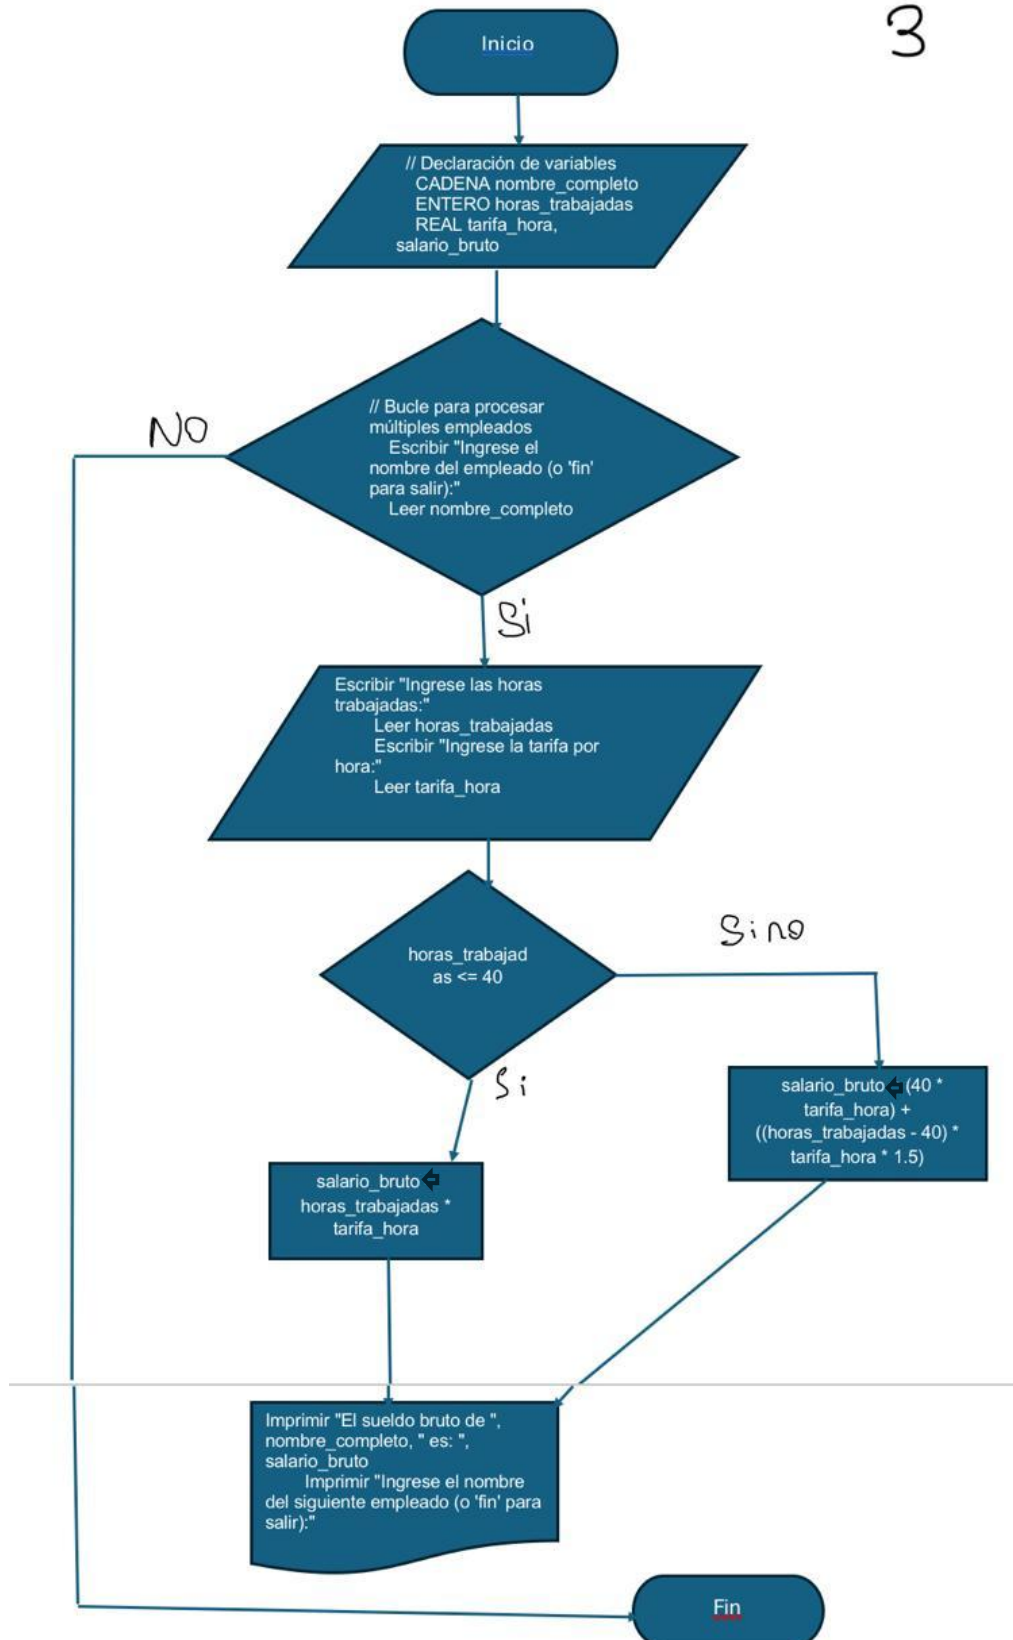 3
Inicio
// Declaración de variables
CADENA nombre_completo
ENTERO horas_trabajadas
REAL tarifa_hora,
salario_bruto
// Bucle para procesar
múltiples empleados
Escribir "Ingrese el
nombre del empleado (o 'fin'
para salir):"
Leer nombre_completo
NO
Si
Escribir "Ingrese las horas
trabajadas:"
Leer horas_trabajadas
Escribir "Ingrese la tarifa por
hora:"
Leer tarifa_hora
horas_trabajad
as <= 40
Sino
Si
salario_bruto (40 *
tarifa_hora) +
((horas_trabajadas - 40) *
tarifa_hora * 1.5)
salario_bruto
horas_trabajadas *
tarifa_hora
Imprimir "El sueldo bruto de ",
nombre_completo, " es: ",
salario_bruto
Imprimir "Ingrese el nombre
del siguiente empleado (o 'fin' para
salir):"
Fin